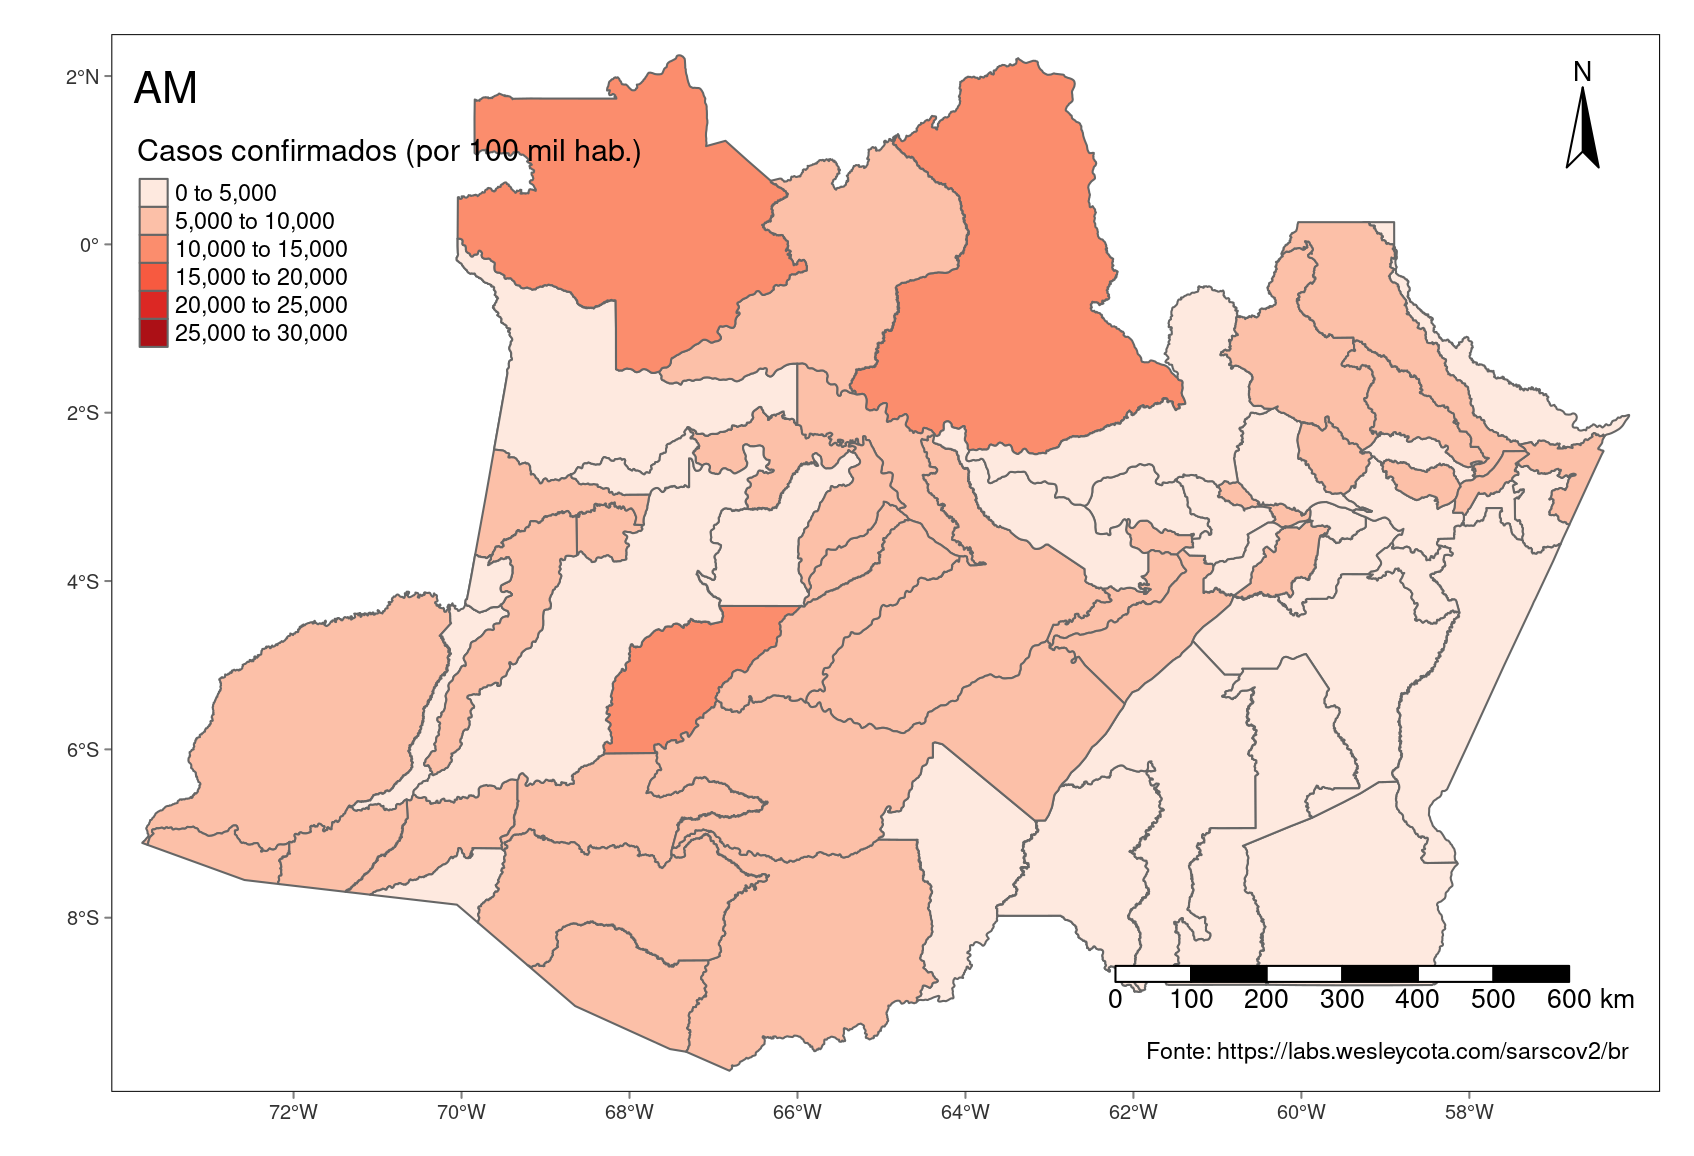 AM
N
Casos confirmados (por 100 mil hab.)
0 to 5,000
5,000 to 10,000
10,000 to 15,000
15,000 to 20,000
20,000 to 25,000
25,000 to 30,000
2°N
0°
2°S
4°S
6°S
8°S
0 100 200 300 400 500 600 km
Fonte: https://labs.wesleycota.com/sarscov2/br
72°W 70°W 68°W 66°W 64°W 62°W 60°W 58°W